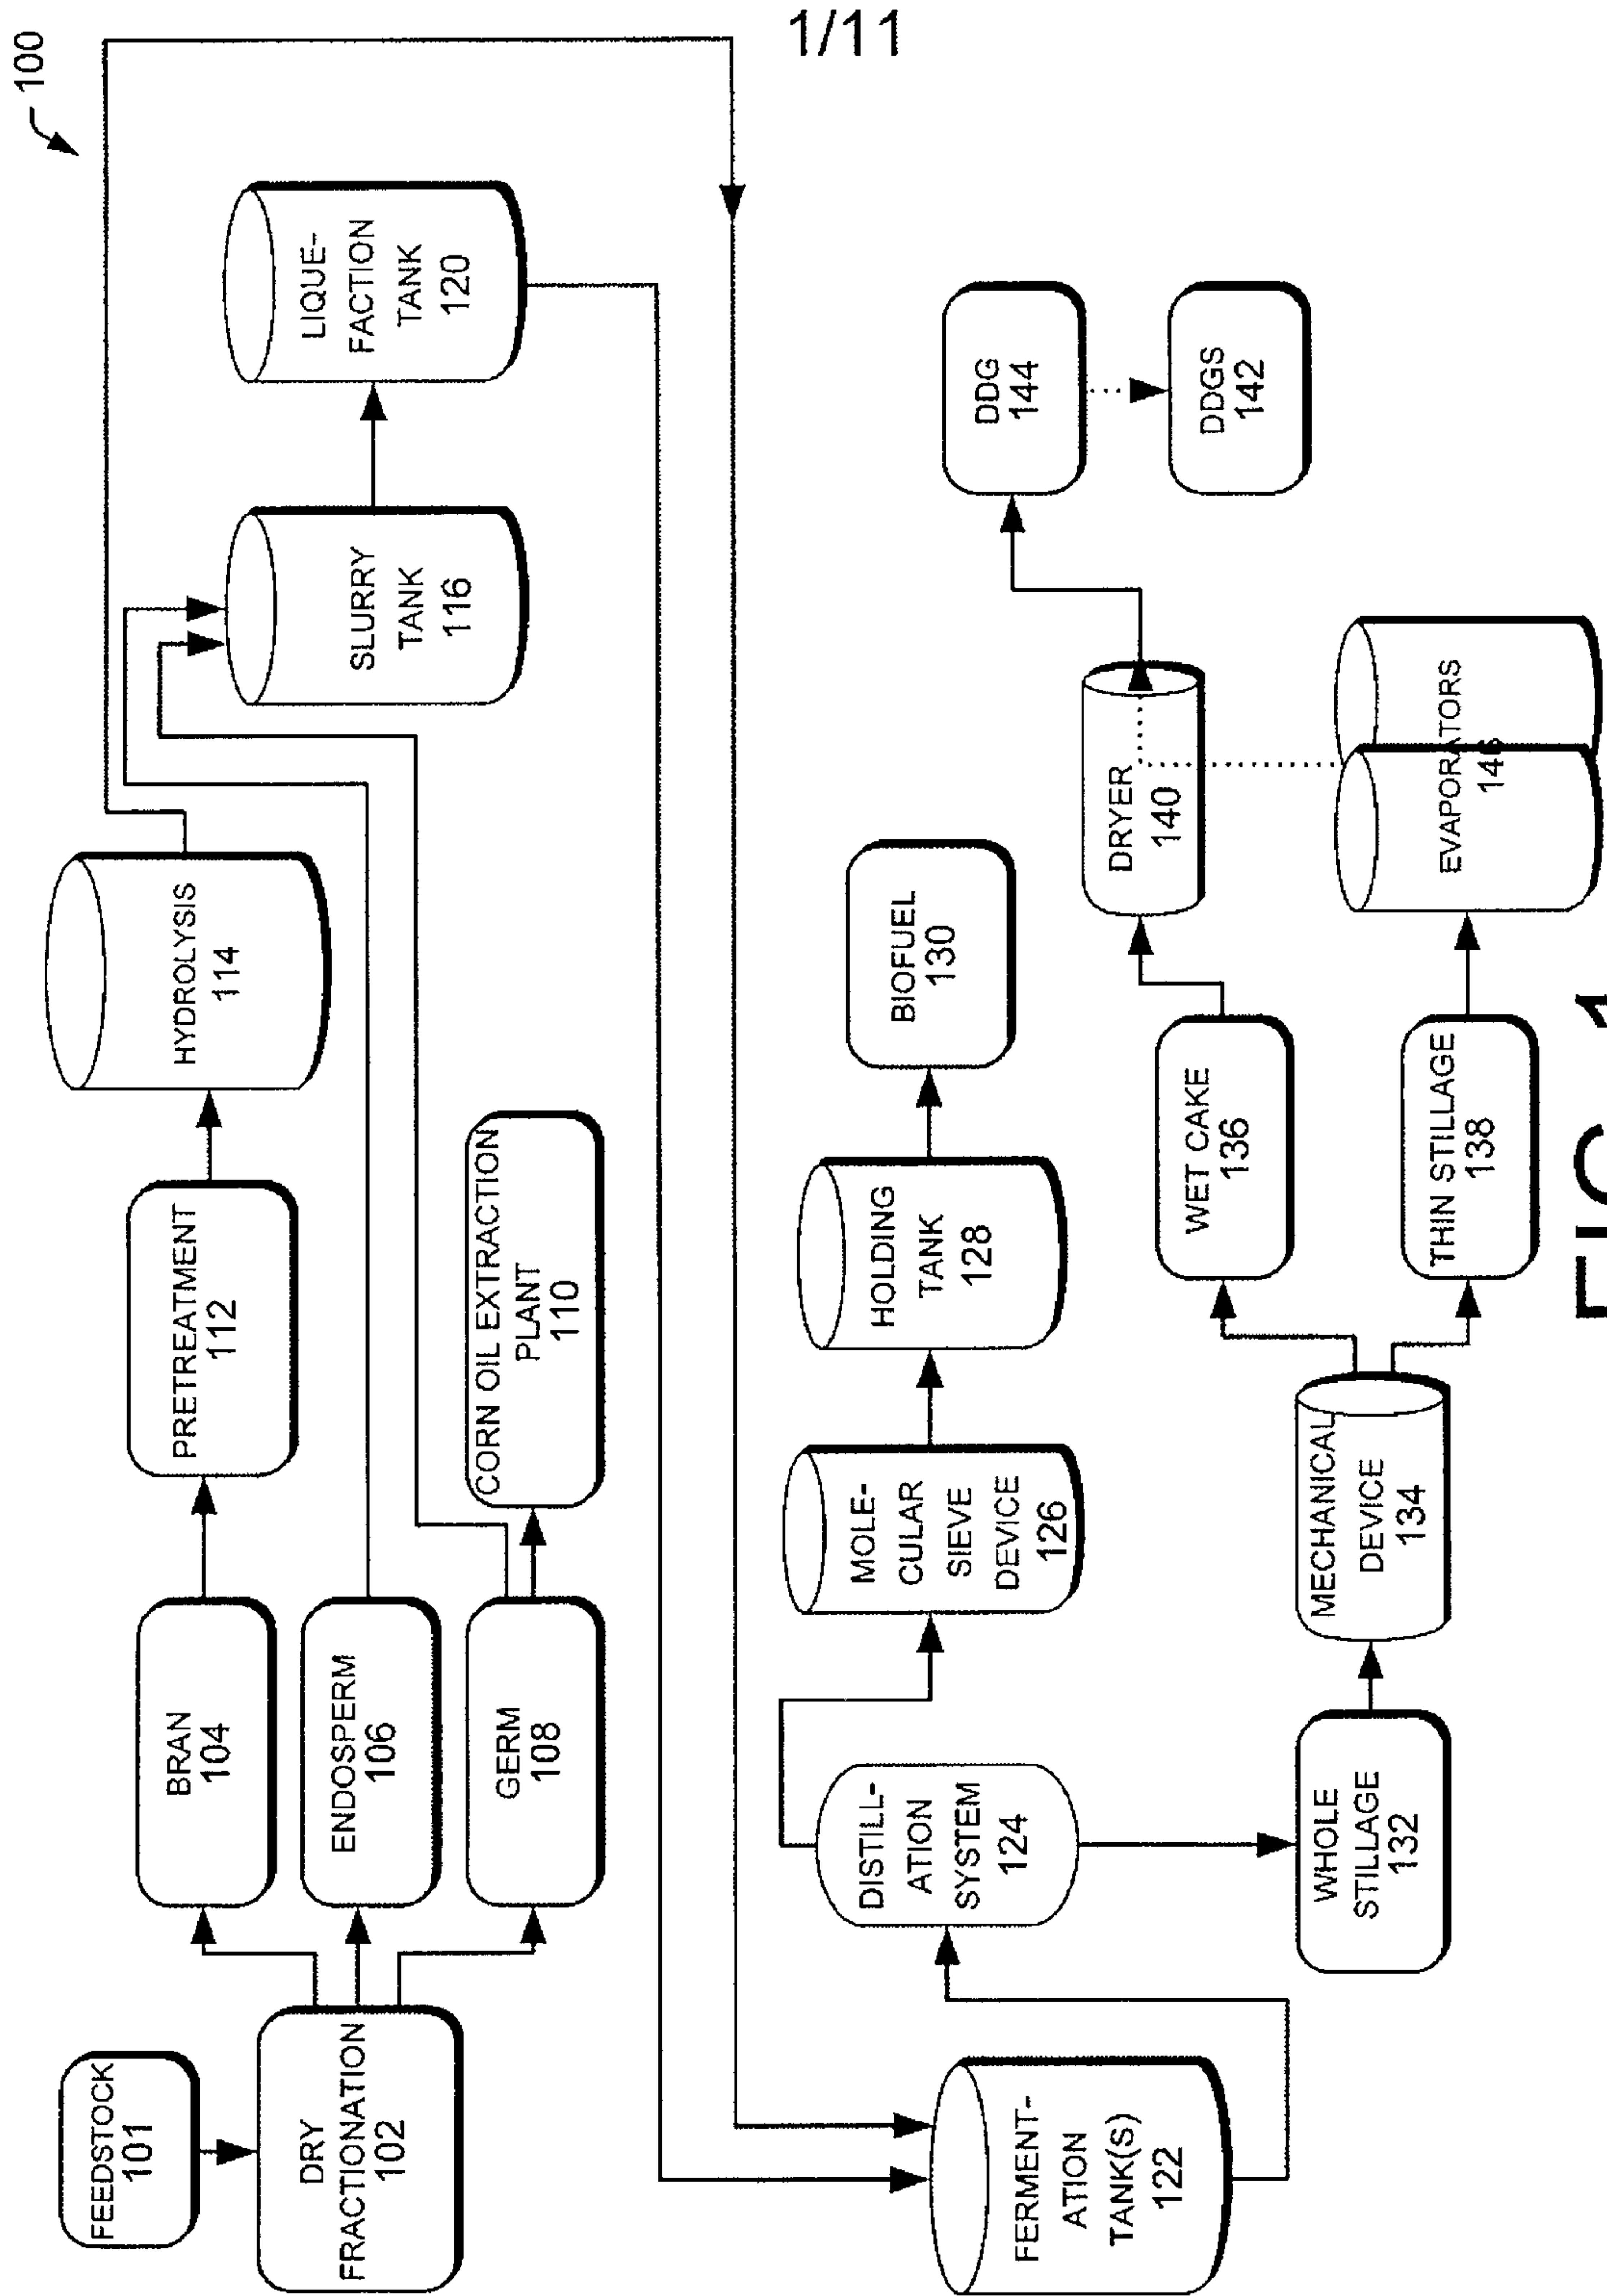 1/11
100
FEEDSTOCK
101
DRY
FRACTIONATION
102
BRAN
104
ENDOSPERM
106
GERM
108
PRETREATMENT
112
CORN OIL EXTRACTION
PLANT
110
HYDROLYSIS
114
SLURRY
TANK
116
LIQUE-
FACTION
TANK
120
FERMENT-
ATION
TANK(S)
122
DISTILL-
ATION
SYSTEM
124
MOLE-
CULAR
SIEVE
DEVICE
126
HOLDING
TANK
128
BIOFUEL
130
WHOLE
STILLAGE
132
MECHANICAL
DEVICE
134
WET CAKE
136
THIN STILLAGE
138
DRYER
140
EVAPORATORS
146
DDG
144
DDGS
142